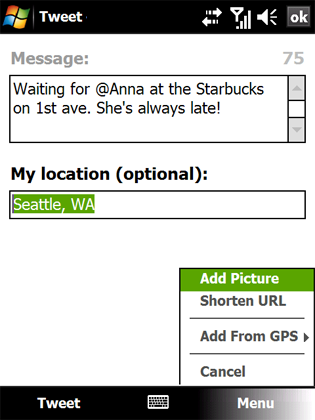 Tweet
ok
Message:
75
Waiting for @Anna at the Starbucks
on 1st ave. She's always late!
My location (optional):
Seattle, WA
Add Picture
Shorten URL
Add From GPS
Cancel
Tweet
Menu